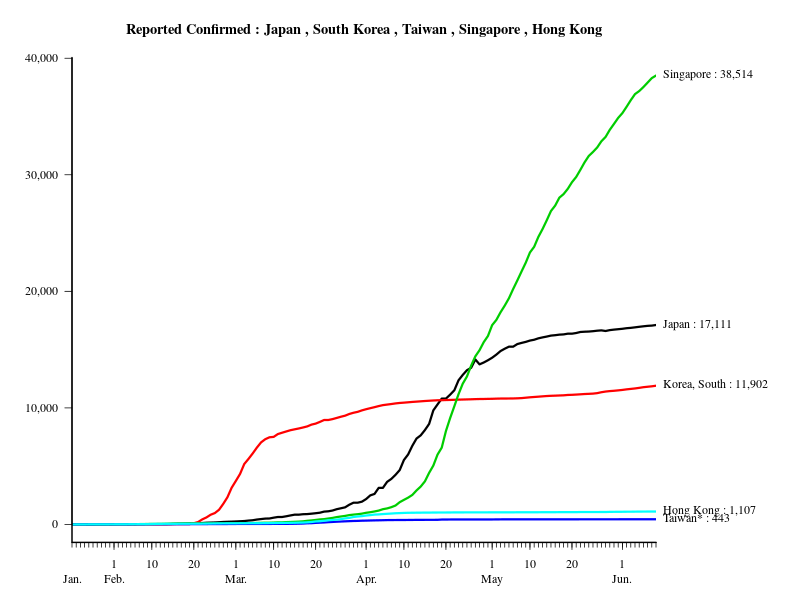 Reported Confirmed : Japan , South Korea , Taiwan , Singapore , Hong Kong
40,000
Singapore : 38,514
30,000
20,000
Japan : 17,111
Korea, South : 11,902
10,000
Hong Kong : 1,107
Taiwan* : 443
0
1 10 20 1 10 20 1 10 20 1 10 20 1
Jan. Feb. Mar. Apr. May Jun.